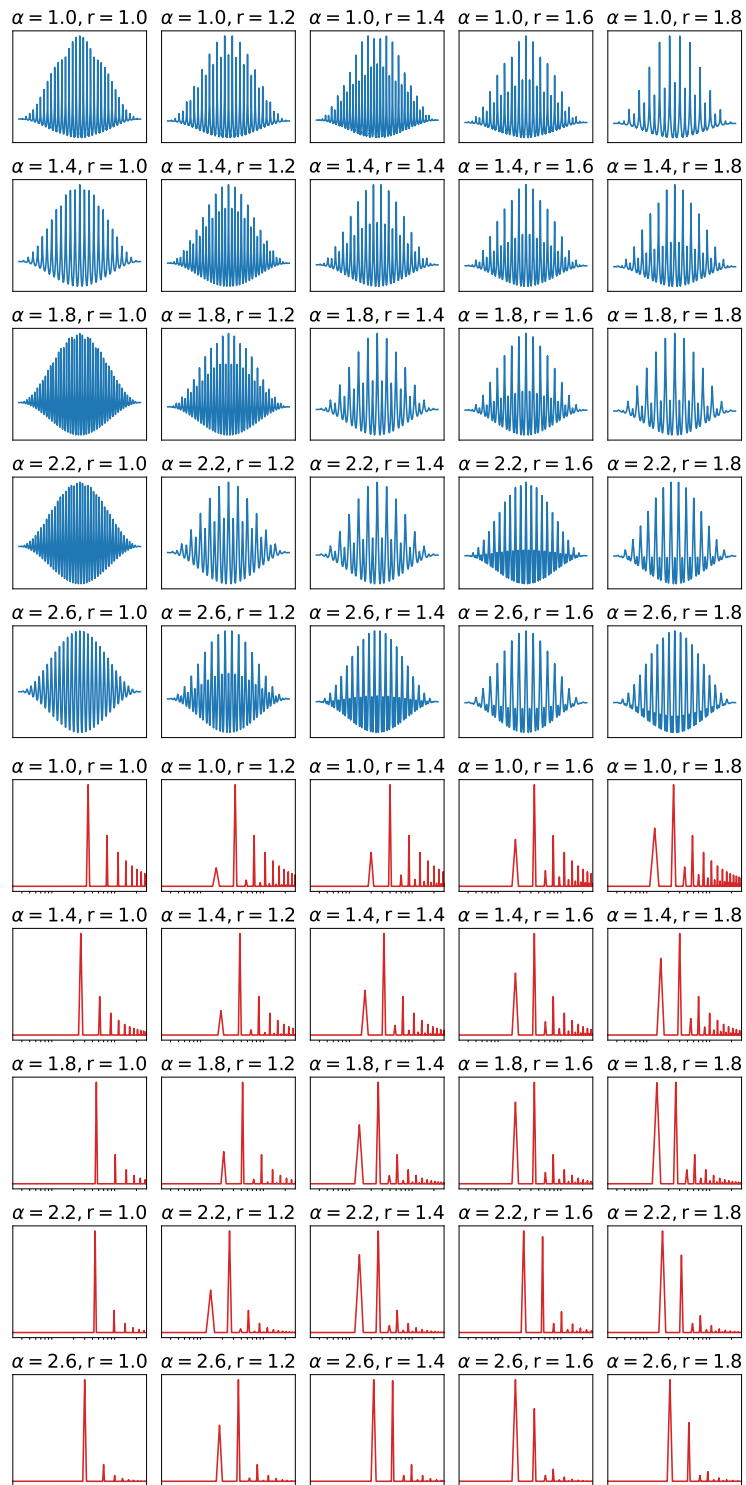 α = 1.0, r = 1.0 α = 1.0, r = 1.2 α = 1.0, r = 1.4 α = 1.0, r = 1.6 α = 1.0, r = 1.8
α = 1.4, r = 1.0 α = 1.4, r = 1.2 α = 1.4, r = 1.4 α = 1.4, r = 1.6 α = 1.4, r = 1.8
α = 1.8, r = 1.0 α = 1.8, r = 1.2 α = 1.8, r = 1.4 α = 1.8, r = 1.6 α = 1.8, r = 1.8
α = 2.2, r = 1.0 α = 2.2, r = 1.2 α = 2.2, r = 1.4 α = 2.2, r = 1.6 α = 2.2, r = 1.8
α = 2.6, r = 1.0 α = 2.6, r = 1.2 α = 2.6, r = 1.4 α = 2.6, r = 1.6 α = 2.6, r = 1.8
α = 1.0, r = 1.0 α = 1.0, r = 1.2 α = 1.0, r = 1.4 α = 1.0, r = 1.6 α = 1.0, r = 1.8
α = 1.4, r = 1.0 α = 1.4, r = 1.2 α = 1.4, r = 1.4 α = 1.4, r = 1.6 α = 1.4, r = 1.8
α = 1.8, r = 1.0 α = 1.8, r = 1.2 α = 1.8, r = 1.4 α = 1.8, r = 1.6 α = 1.8, r = 1.8
α = 2.2, r = 1.0 α = 2.2, r = 1.2 α = 2.2, r = 1.4 α = 2.2, r = 1.6 α = 2.2, r = 1.8
α = 2.6, r = 1.0 α = 2.6, r = 1.2 α = 2.6, r = 1.4 α = 2.6, r = 1.6 α = 2.6, r = 1.8